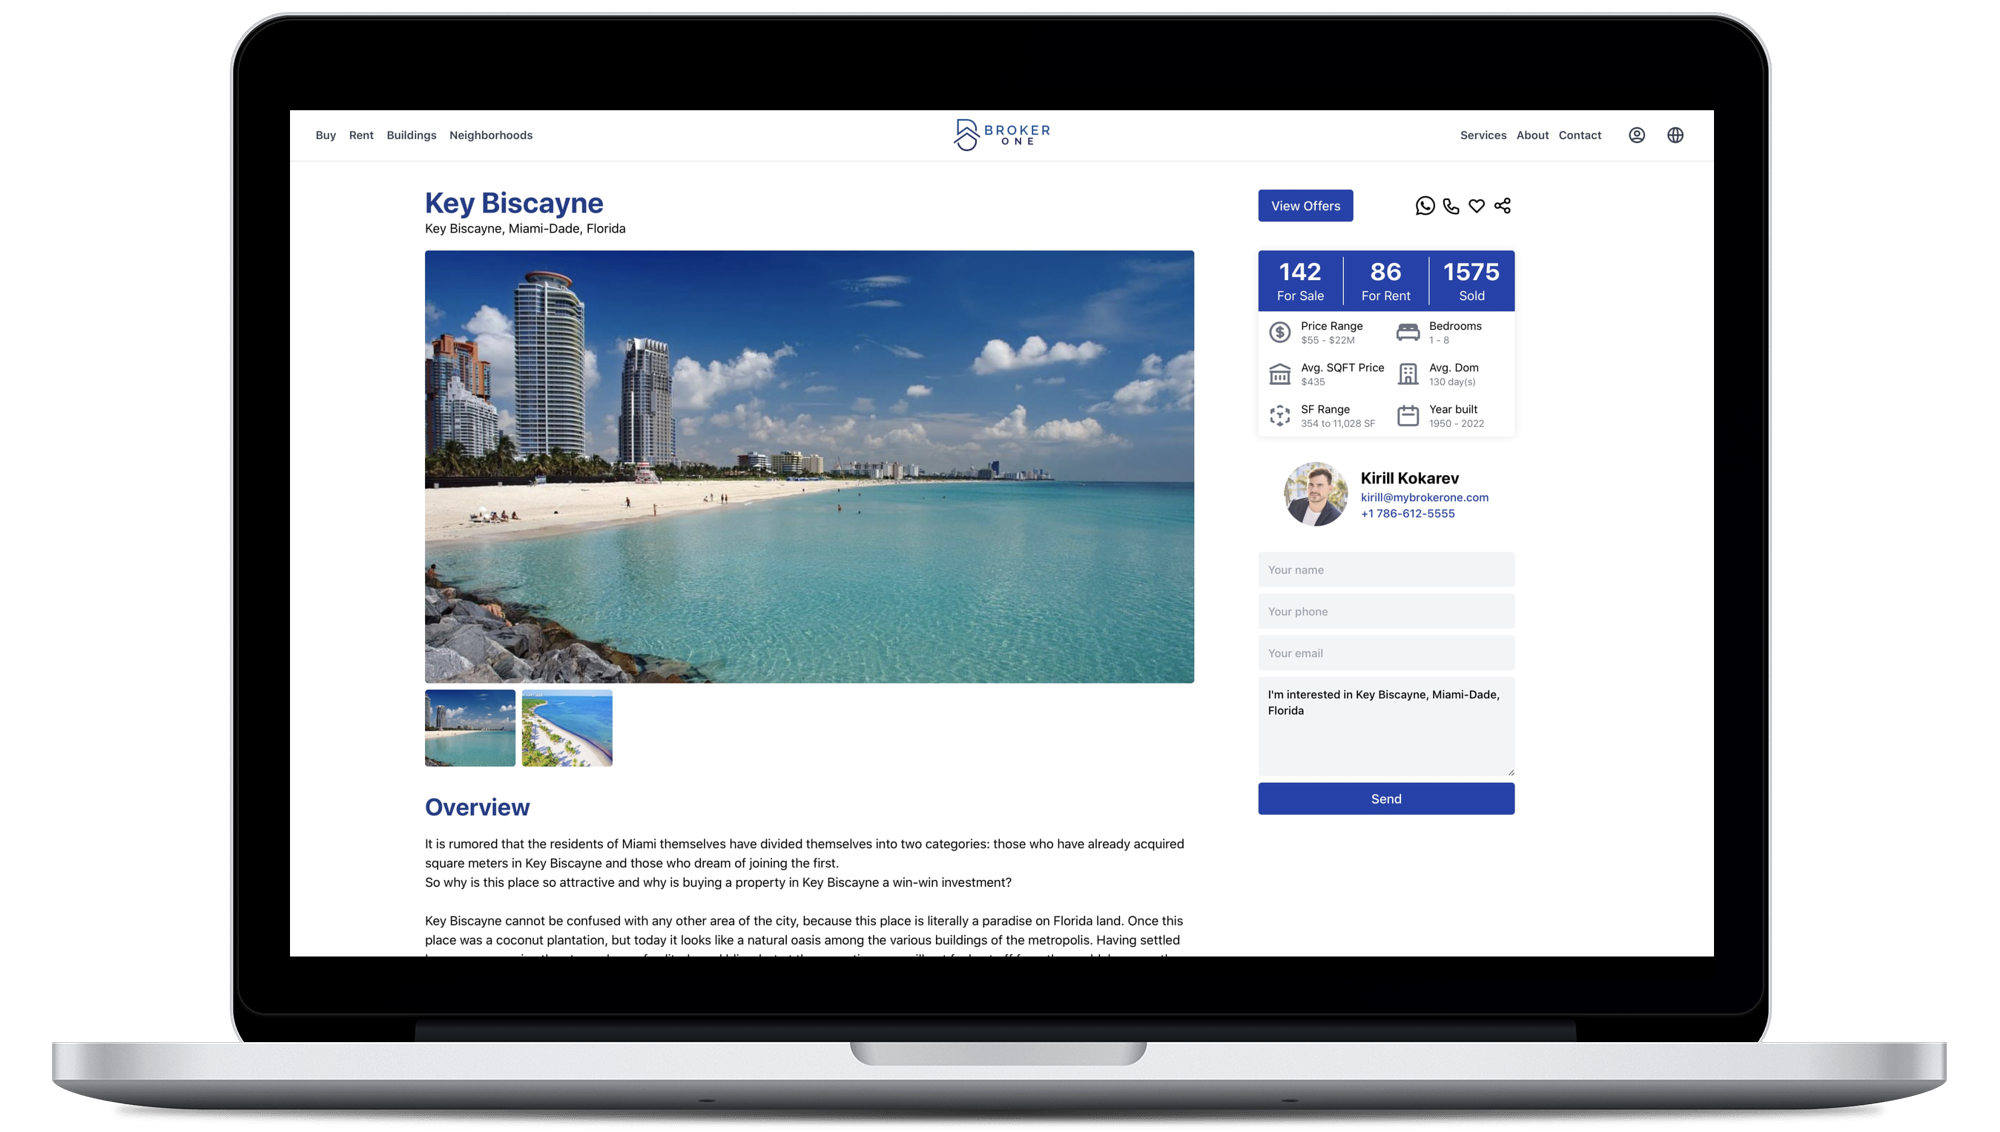 Buy Rent Buildings Neighborhoods
BROKER
ONE
Services About Contact
Key Biscayne
Key Biscayne, Miami-Dade, Florida
View Offers
142
For Sale
86
For Rent
1575
Sold
Price Range
$55 - $22M
Bedrooms
1 - 8
Avg. SQFT Price
$435
Avg. Dom
130 day(s)
SF Range
354 to 11,028 SF
Year built
1950 - 2022
Kirill Kokarev
kirill@mybrokerone.com
+1 786-612-5555
Your name
Your phone
Your email
I'm interested in Key Biscayne, Miami-Dade,
Florida
Send
Overview
It is rumored that the residents of Miami themselves have divided themselves into two categories: those who have already acquired
square meters in Key Biscayne and those who dream of joining the first.
So why is this place so attractive and why is buying a property in Key Biscayne a win-win investment?
Key Biscayne cannot be confused with any other area of the city, because this place is literally a paradise on Florida land. Once this
place was a coconut plantation, but today it looks like a natural oasis among the various buildings of the metropolis. Having settled